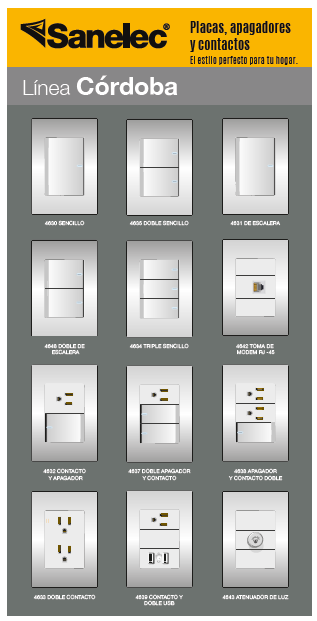 Sanelec®
Placas, apagadores
y contactos
El estilo perfecto para tu hogar.
Línea Córdoba
4630 SENCILLO
4635 DOBLE SENCILLO
4631 DE ESCALERA
4646 DOBLE DE
ESCALERA
4634 TRIPLE SENCILLO
4642 TOMA DE
MODEM RJ -45
4632 CONTACTO
Y APAGADOR
4637 DOBLE APAGADOR
Y CONTACTO
4638 APAGADOR
Y CONTACTO DOBLE
4633 DOBLE CONTACTO
4639 CONTACTO Y
DOBLE USB
4643 ATENUADOR DE LUZ